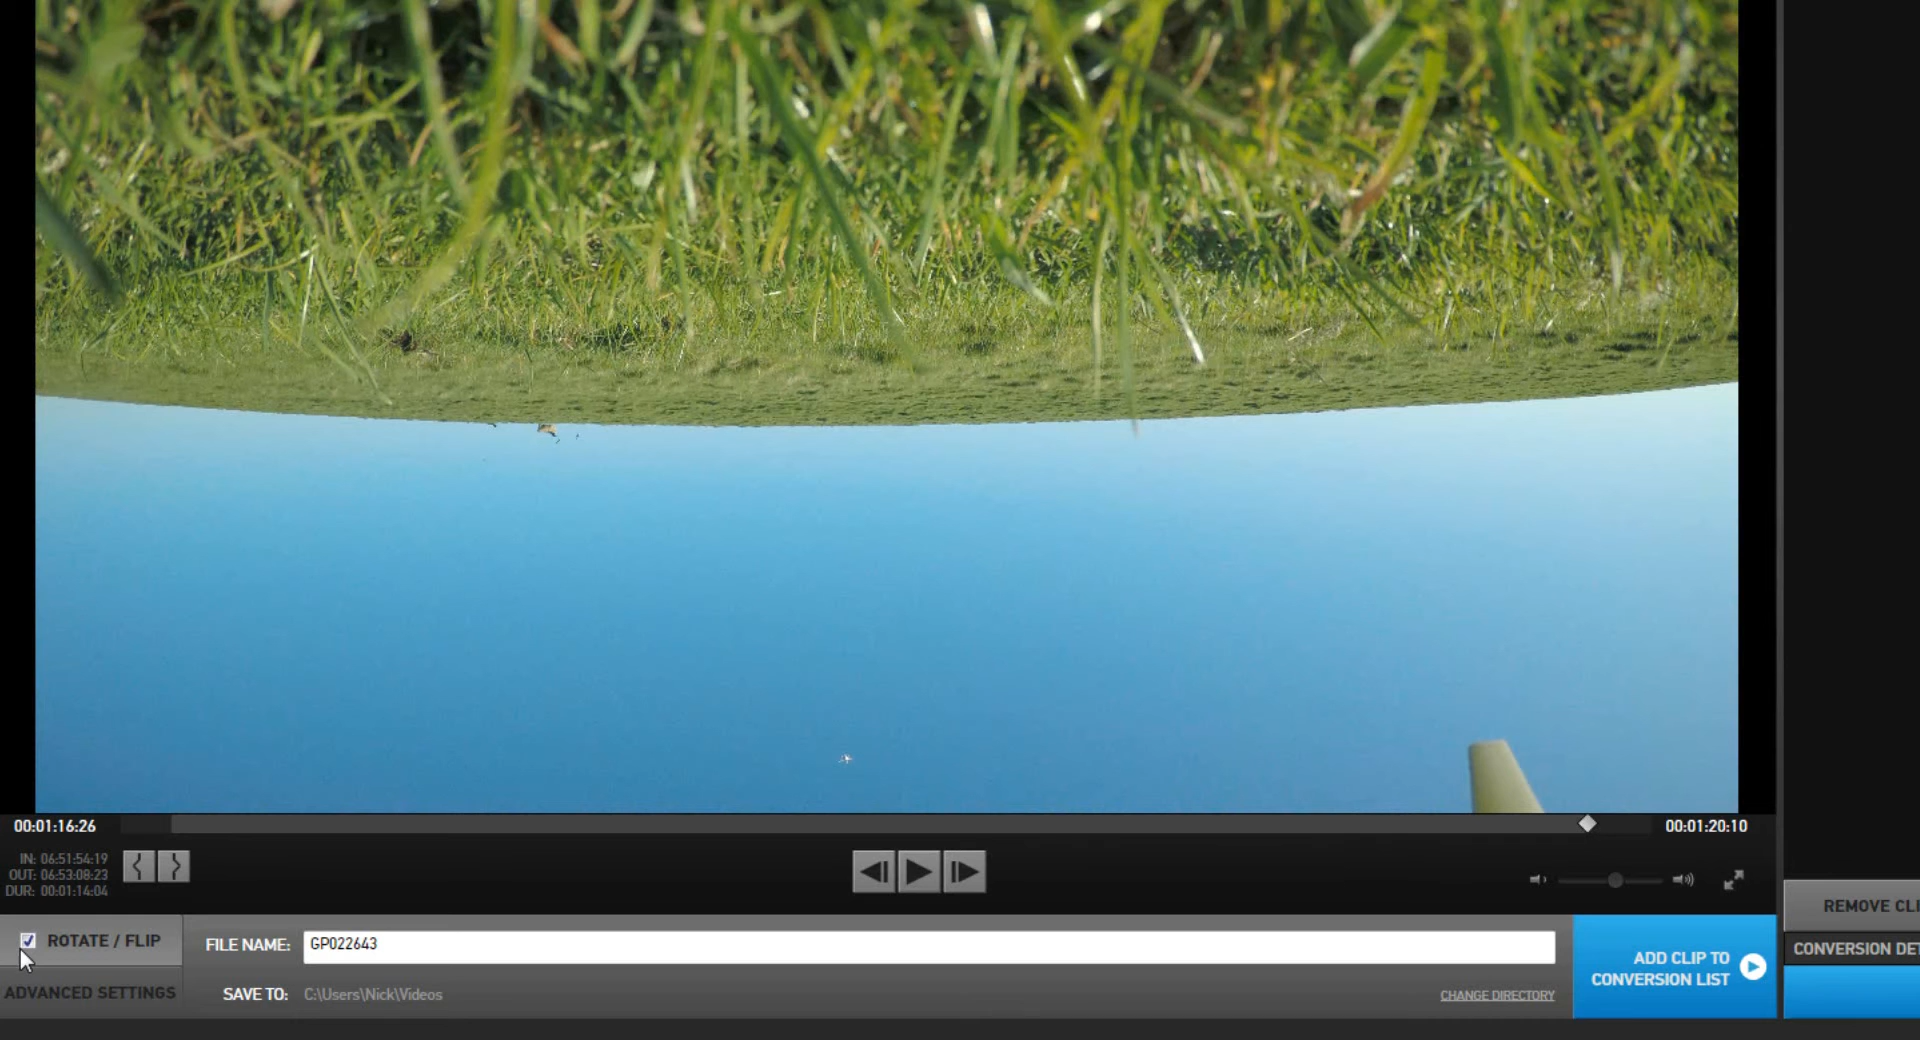 00:01:16:26
00:01:20:10
IN: 06:51:54:19
OUT: 06:53:08:23
DUR: 00:01:14:04
REMOVE CLI
ROTATE / FLIP
FILE NAME: GP022643
ADD CLIP TO
CONVERSION LIST
CONVERSION DET
ADVANCED SETTINGS
SAVE TO: C:\Users\Nick\Videos
CHANGE DIRECTORY